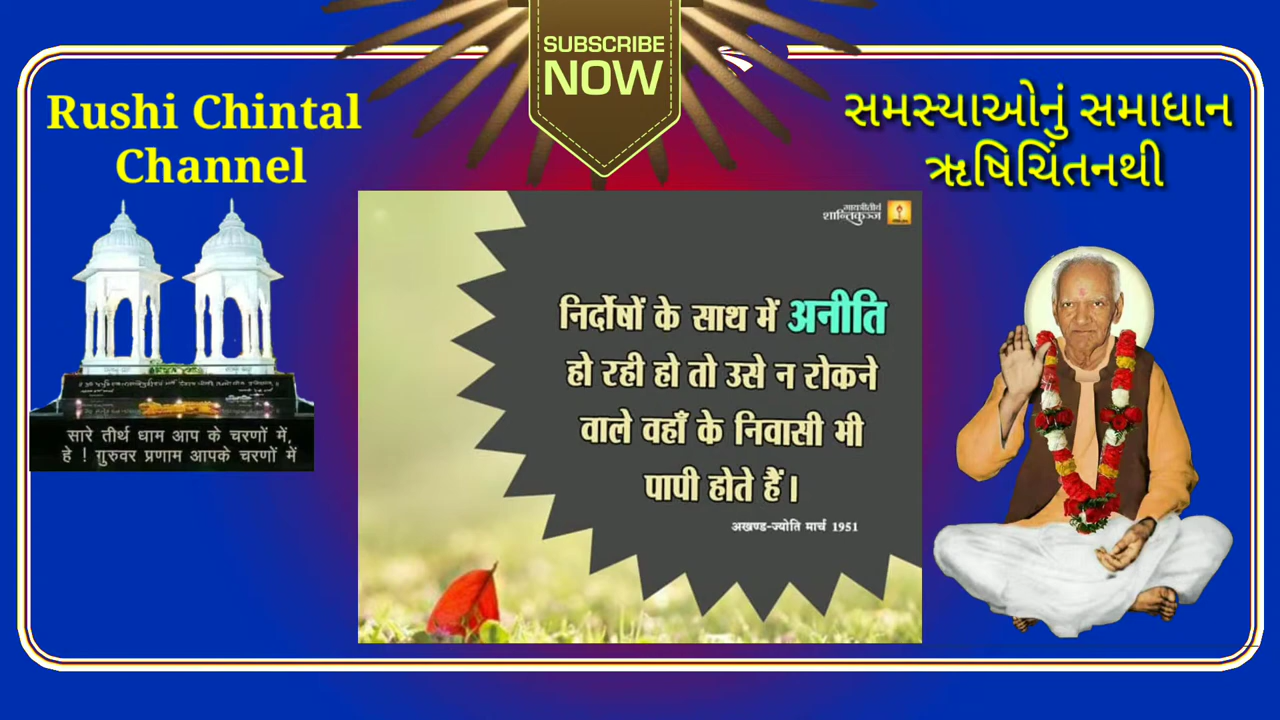 SUBSCRIBE
NOW
Rushi Chintal
Channel
સમસ્યાઓનું સમાધાન
ઋષિચિંતનથી
गायत्रीतीर्थ
शान्तिकुञ्ज
निर्दोषों के साथ में अनीति
हो रही हो तो उसे न रोकने
वाले वहाँ के निवासी भी
पापी होते हैं।
अखण्ड-ज्योति मार्च 1951
सारे तीर्थ धाम आप के चरणों में,
हे ! गुरुवर प्रणाम आपके चरणों में